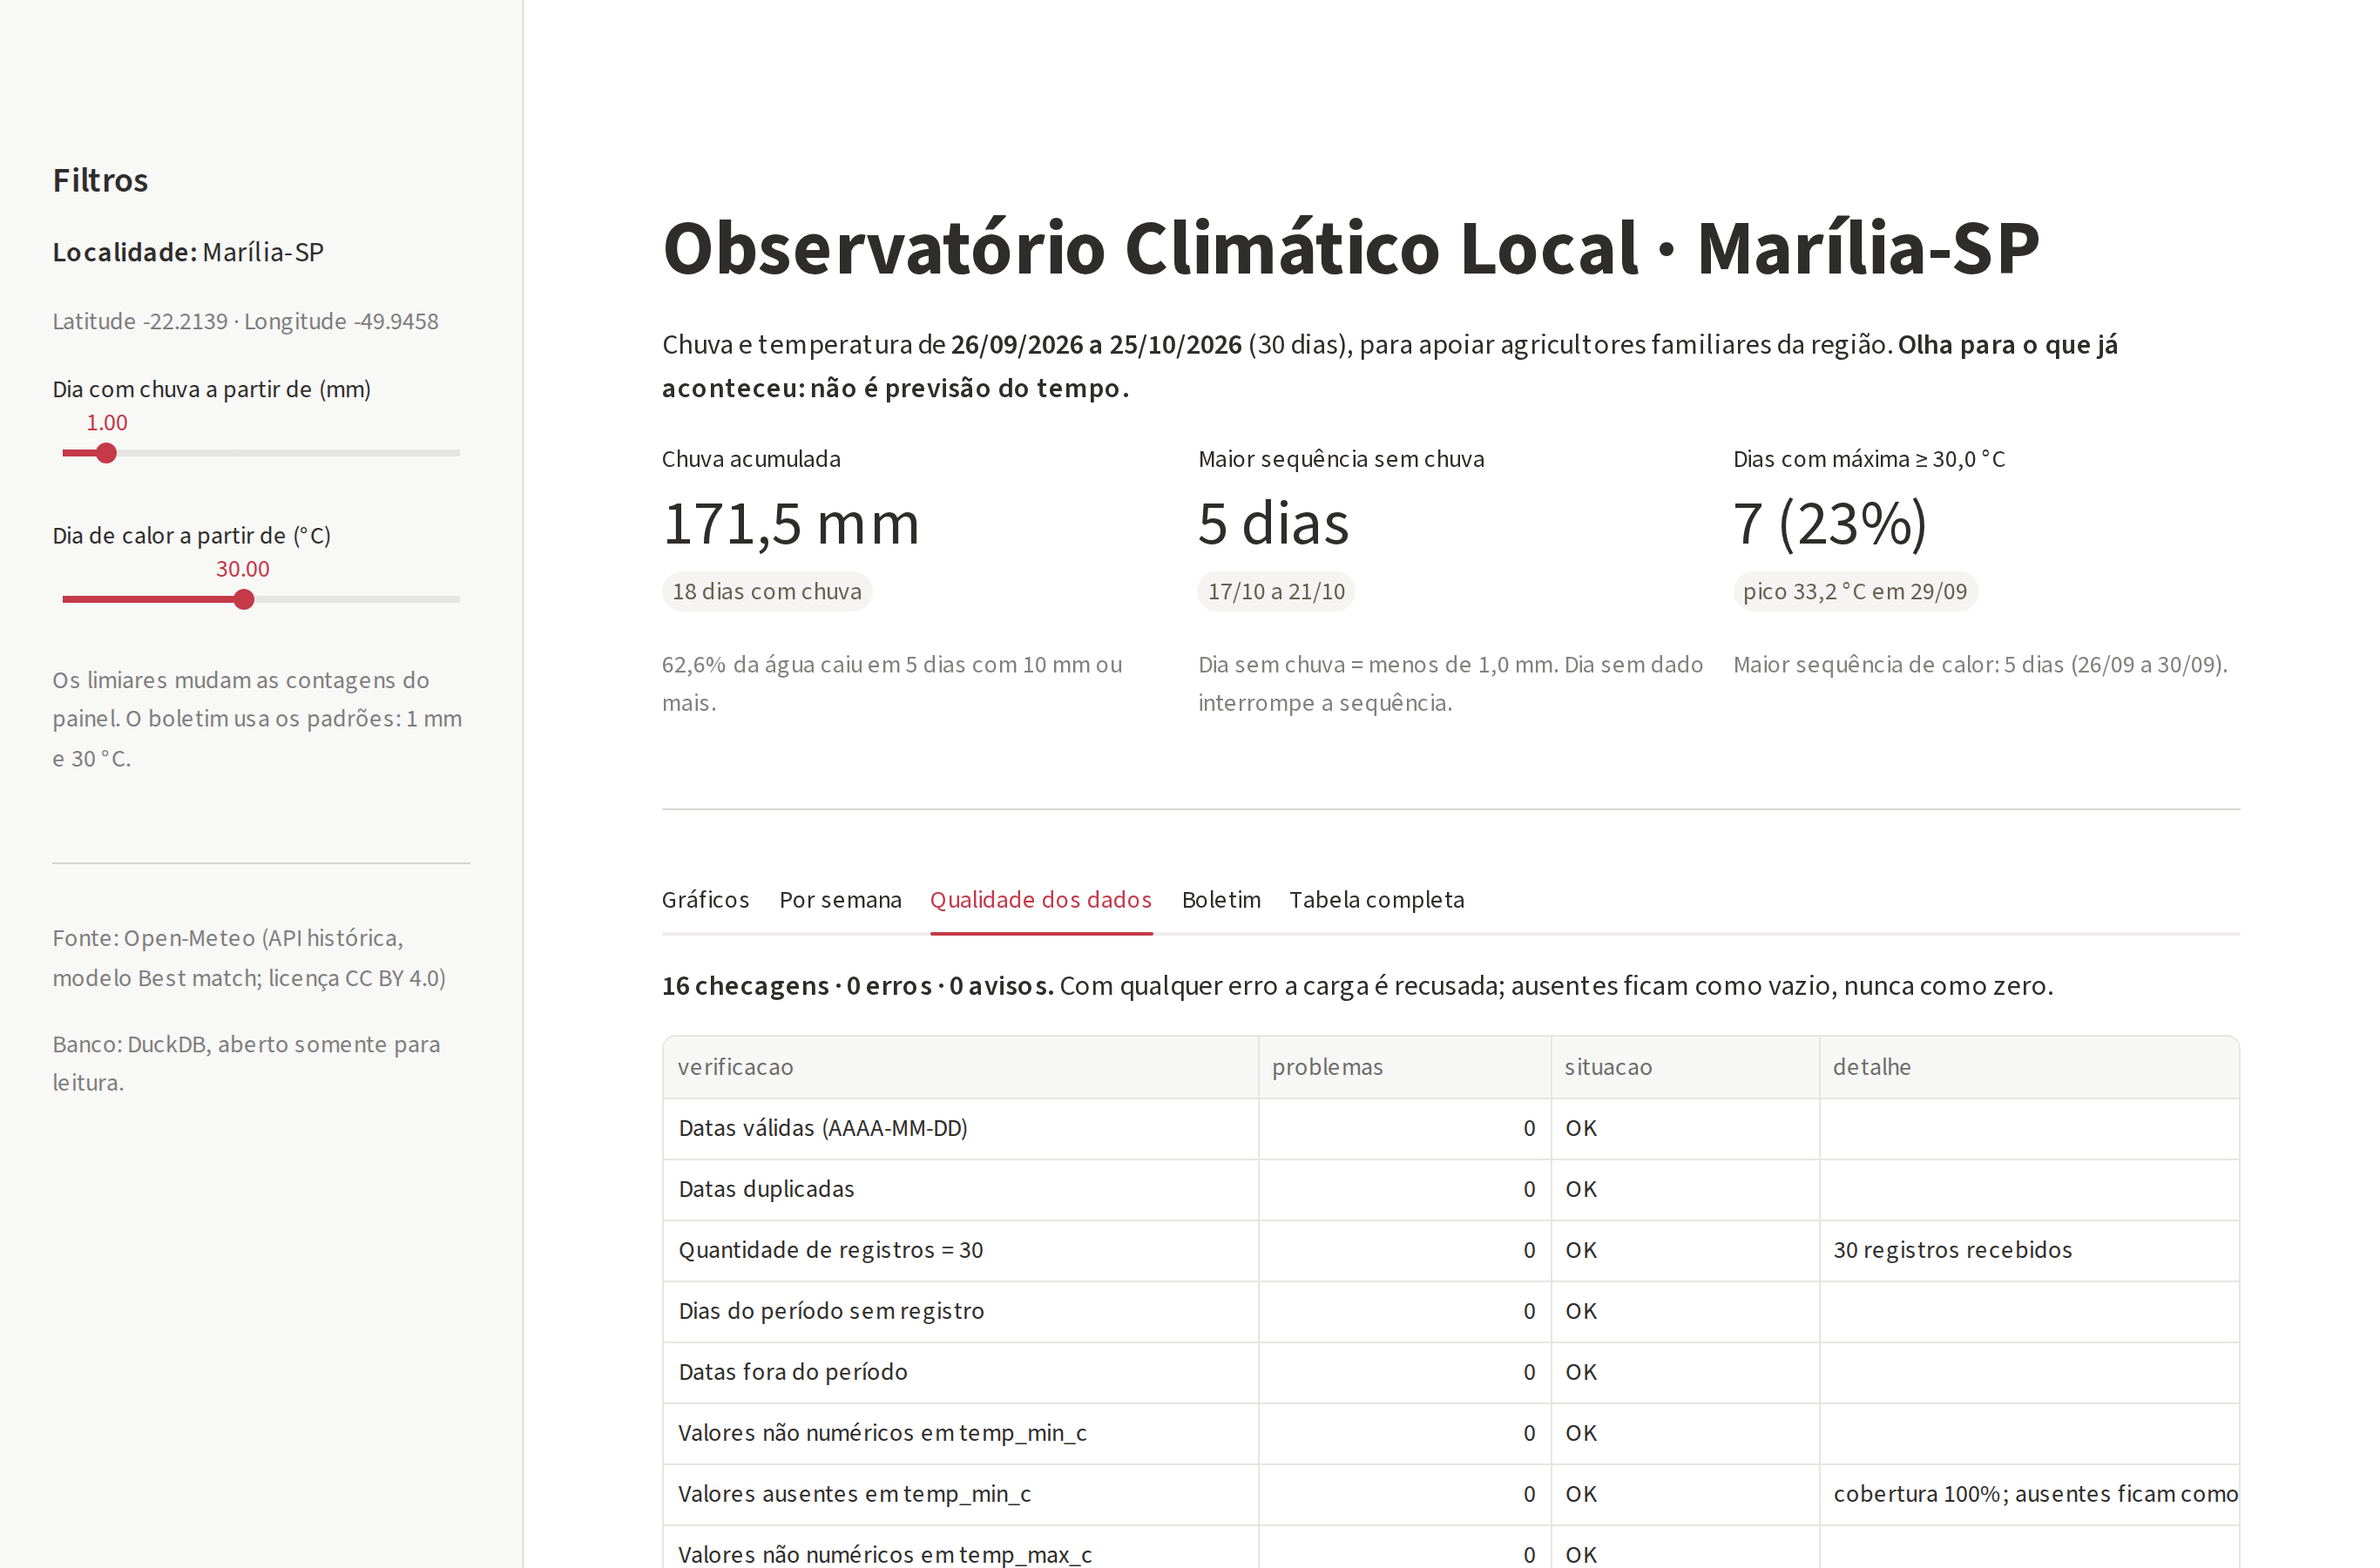 Filtros
Localidade: Marília-SP
Latitude -22.2139 · Longitude -49.9458
Dia com chuva a partir de (mm)
1.00
Dia de calor a partir de (°C)
30.00
Os limiares mudam as contagens do
painel. O boletim usa os padrões: 1 mm
e 30 °C.
Fonte: Open-Meteo (API histórica,
modelo Best match; licença CC BY 4.0)
Banco: DuckDB, aberto somente para
leitura.
Observatório Climático Local · Marília-SP
Chuva e temperatura de 26/09/2026 a 25/10/2026 (30 dias), para apoiar agricultores familiares da região. Olha para o que já
aconteceu: não é previsão do tempo.
Chuva acumulada
171,5 mm
18 dias com chuva
62,6% da água caiu em 5 dias com 10 mm ou
mais.
Maior sequência sem chuva
5 dias
17/10 a 21/10
Dia sem chuva = menos de 1,0 mm. Dia sem dado
interrompe a sequência.
Dias com máxima ≥ 30,0 °C
7 (23%)
pico 33,2 °C em 29/09
Maior sequência de calor: 5 dias (26/09 a 30/09).
Gráficos Por semana Qualidade dos dados Boletim Tabela completa
16 checagens · 0 erros · 0 avisos. Com qualquer erro a carga é recusada; ausentes ficam como vazio, nunca como zero.
verificacao problemas situacao detalhe
Datas válidas (AAAA-MM-DD) 0 OK
Datas duplicadas 0 OK
Quantidade de registros = 30 0 OK 30 registros recebidos
Dias do período sem registro 0 OK
Datas fora do período 0 OK
Valores não numéricos em temp_min_c 0 OK
Valores ausentes em temp_min_c 0 OK cobertura 100%; ausentes ficam como
Valores não numéricos em temp_max_c 0 OK